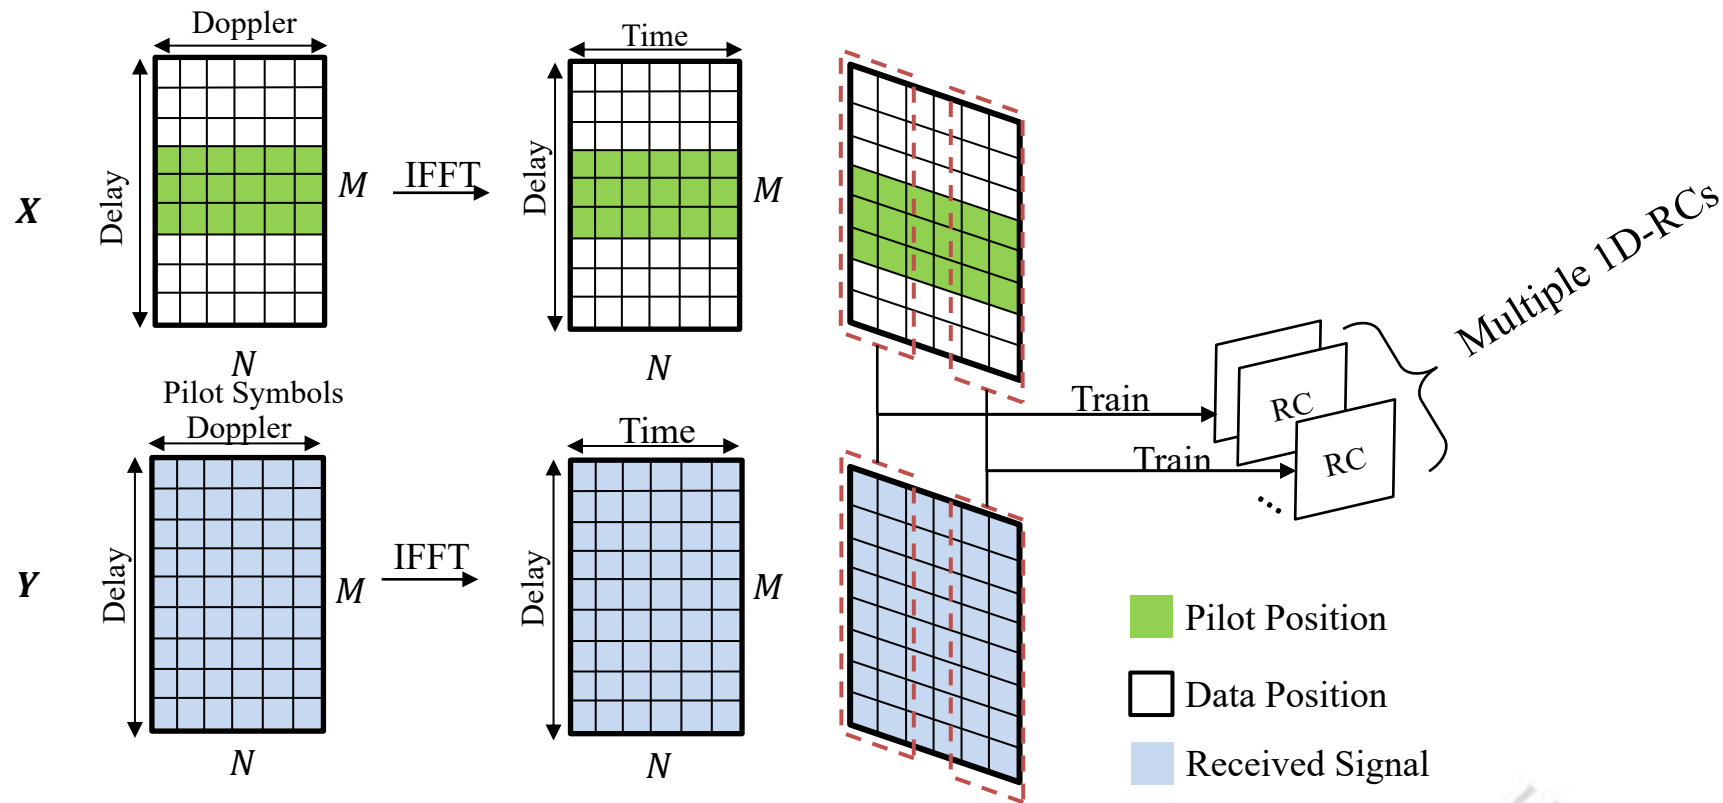 Doppler
Delay
X
M
N
IFFT
Time
Delay
M
N
Pilot Symbols
Doppler
Delay
Y
M
N
IFFT
Time
Delay
M
N
Train
Train
RC
RC
...
Multiple 1D-RCs
Pilot Position
Data Position
Received Signal